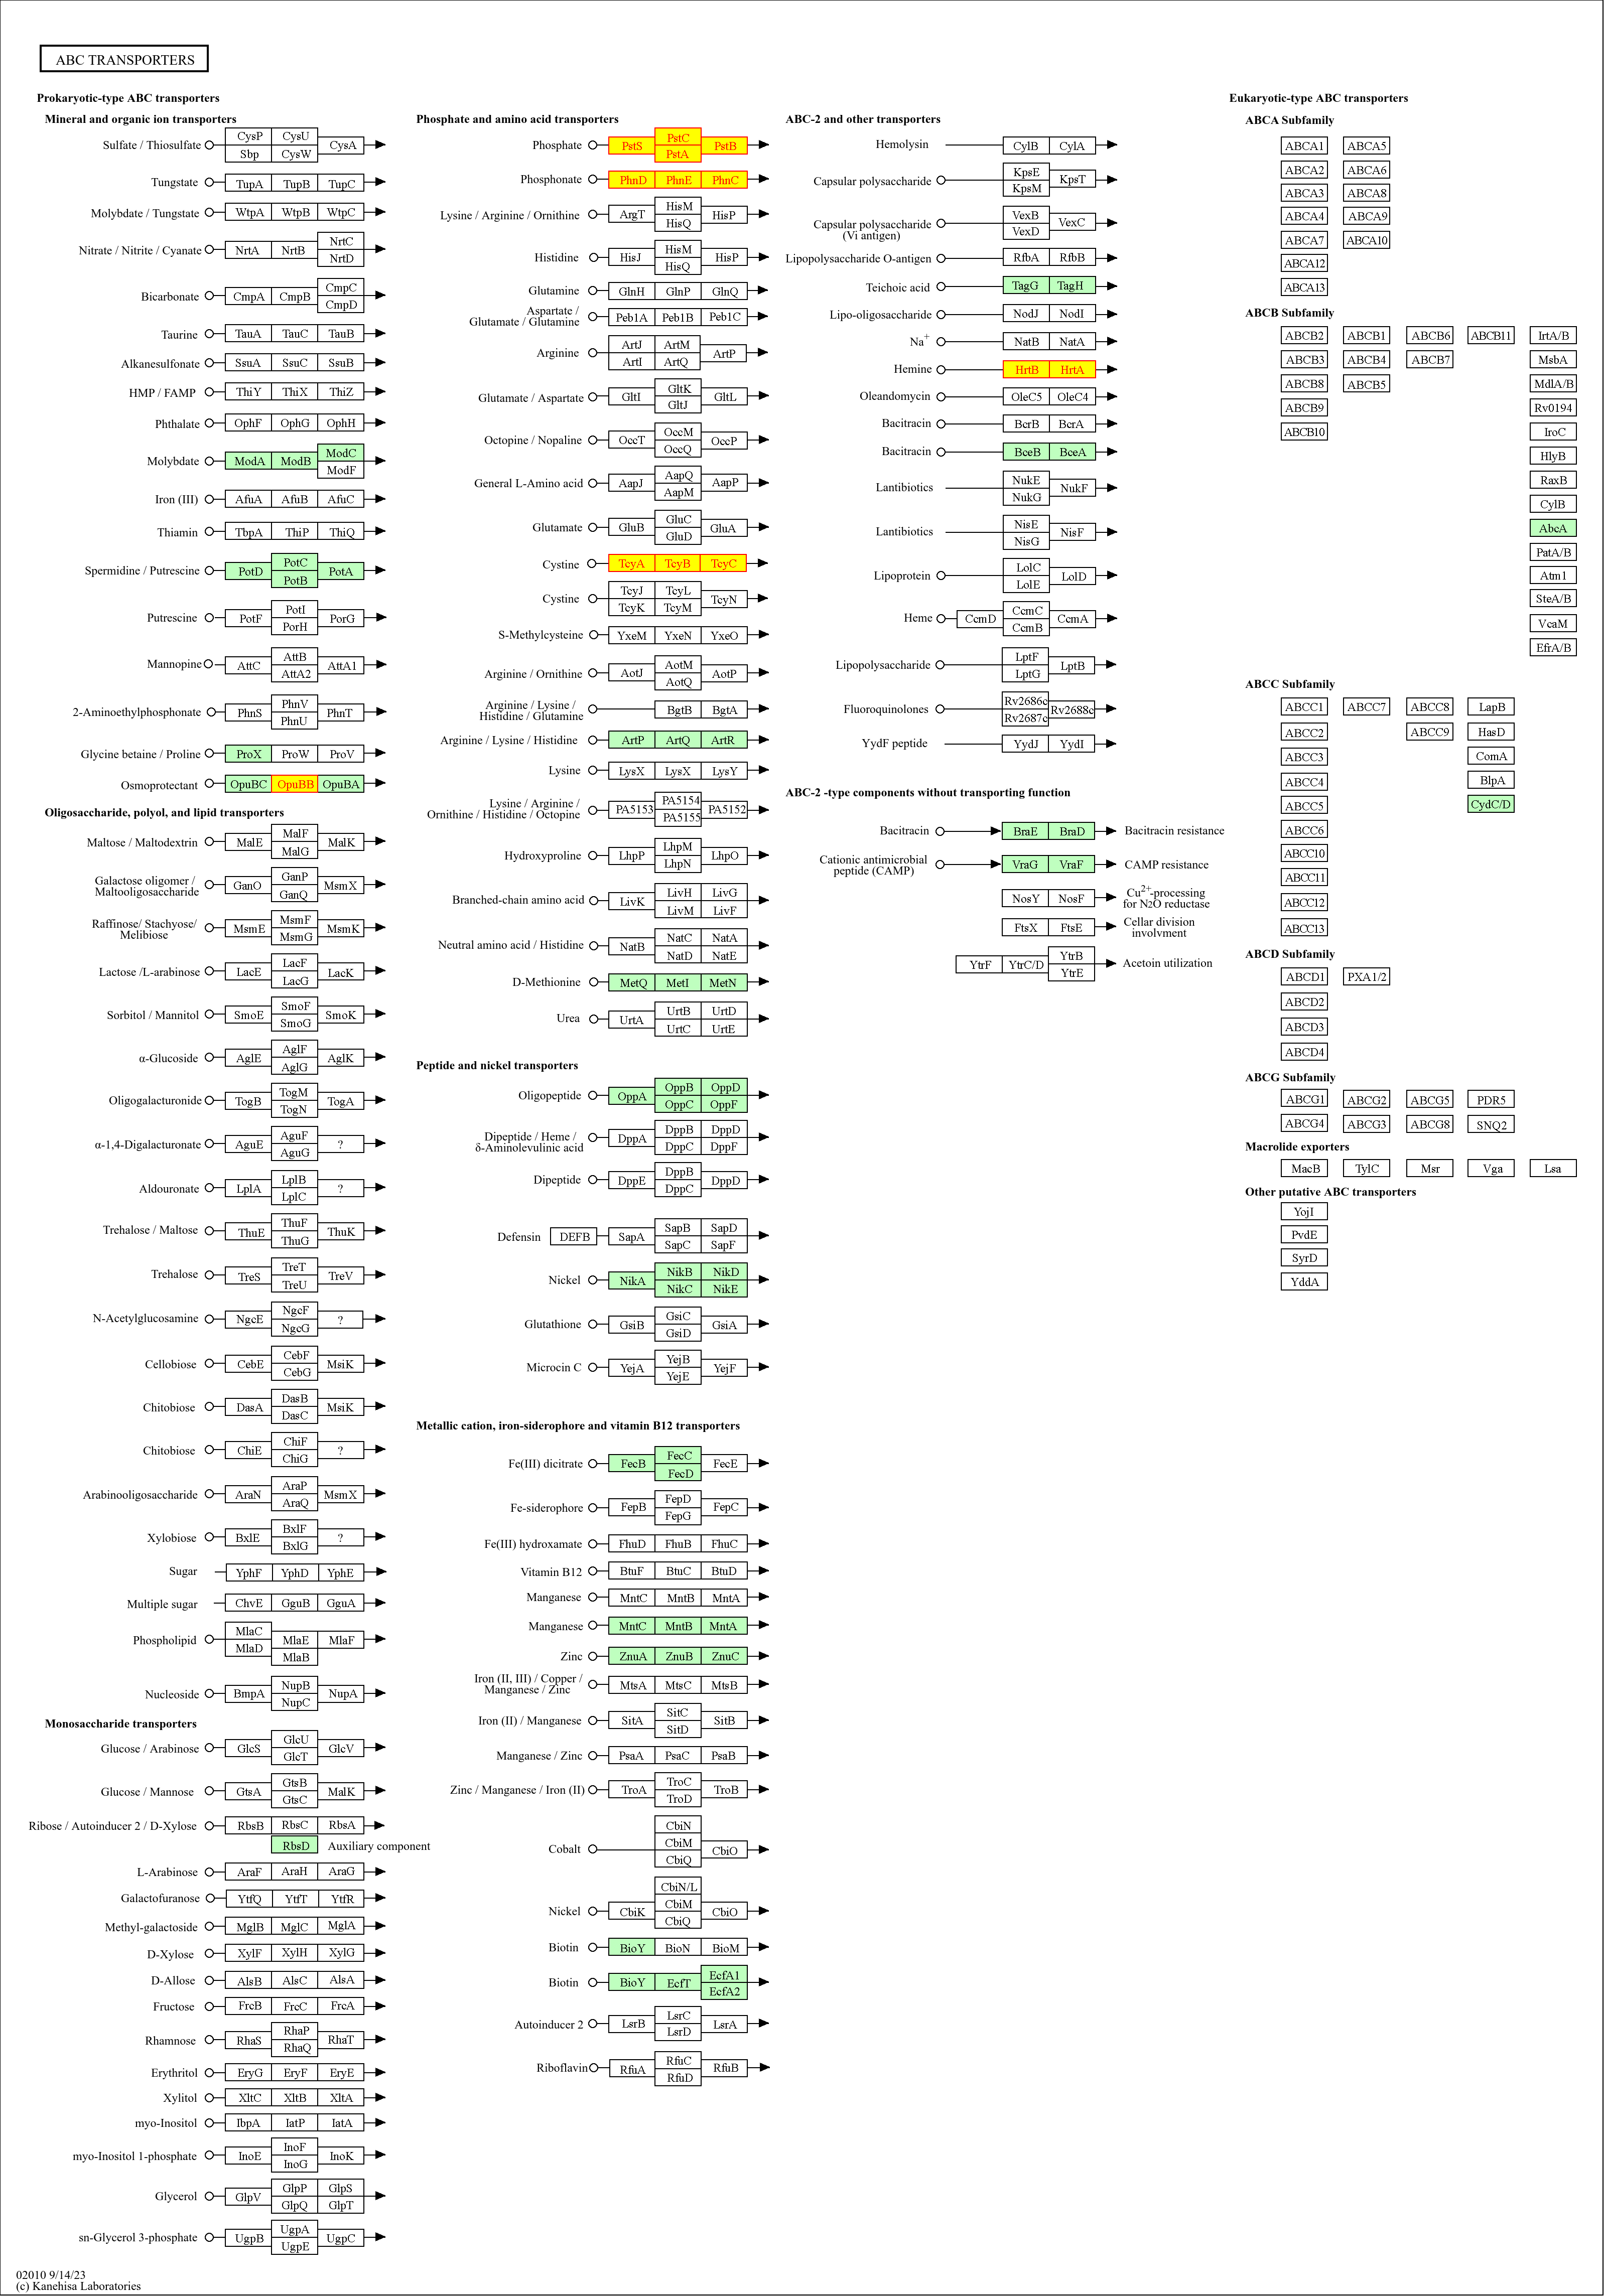 ABC TRANSPORTERS
Prokaryotic-type ABC transporters
Mineral and organic ion transporters
Sulfate / Thiosulfate CysP CysU CysA
Sbp CysW
Tungstate TupA TupB TupC
Molybdate / Tungstate WtpA WtpB WtpC
Nitrate / Nitrite / Cyanate NrtA NrtB NrtC
NrtD
Bicarbonate CmpA CmpB CmpC
CmpD
Taurine TauA TauC TauB
Alkanesulfonate SsuA SsuC SsuB
HMP / FAMP ThiY ThiX ThiZ
Phthalate OphF OphG OphH
Molybdate ModA ModB ModC
ModF
Iron (III) AfuA AfuB AfuC
Thiamin TbpA ThiP ThiQ
Spermidine / Putrescine PotD PotC PotA
PotB
Putrescine PotF PotI PorG
PorH
Mannopine AttC AttB AttA1
AttA2
2-Aminoethylphosphonate PhnS PhnV PhnT
PhnU
Glycine betaine / Proline ProX ProW ProV
Osmoprotectant OpuBC OpuBB OpuBA
Oligosaccharide, polyol, and lipid transporters
Maltose / Maltodextrin MalE MalF MalK
MalG
Galactose oligomer /
Maltooligosaccharide GanO GanP MsmX
GanQ
Raffinose/ Stachyose/
Melibiose MsmE MsmF MsmK
MsmG
Lactose /L-arabinose LacE LacF LacK
LacG
Sorbitol / Mannitol SmoE SmoF SmoK
SmoG
α-Glucoside AglE AglF AglK
AglG
Oligogalacturonide TogB TogM TogA
TogN
α-1,4-Digalacturonate AguE AguF ?
AguG
Aldouronate LplA LplB ?
LplC
Trehalose / Maltose ThuE ThuF ThuK
ThuG
Trehalose TreS TreT TreV
TreU
N-Acetylglucosamine NgcE NgcF ?
NgcG
Cellobiose CebE CebF MsiK
CebG
Chitobiose DasA DasB MsiK
DasC
Chitobiose ChiE ChiF ?
ChiG
Arabinooligosaccharide AraN AraP MsmX
AraQ
Xylobiose BxlE BxlF ?
BxlG
Sugar YphF YphD YphE
Multiple sugar ChvE GguB GguA
Phospholipid MlaC MlaE MlaF
MlaD MlaB
Nucleoside BmpA NupB NupA
NupC
Monosaccharide transporters
Glucose / Arabinose GlcS GlcU GlcV
GlcT
Glucose / Mannose GtsA GtsB MalK
GtsC
Ribose / Autoinducer 2 / D-Xylose RbsB RbsC RbsA
RbsD Auxiliary component
L-Arabinose AraF AraH AraG
Galactofuranose YtfQ YtfT YtfR
Methyl-galactoside MglB MglC MglA
D-Xylose XylF XylH XylG
D-Allose AlsB AlsC AlsA
Fructose FrcB FrcC FrcA
Rhamnose RhaS RhaP RhaT
RhaQ
Erythritol EryG EryF EryE
Xylitol XltC XltB XltA
myo-Inositol IbpA IatP IatA
myo-Inositol 1-phosphate InoE InoF InoK
InoG
Glycerol GlpV GlpP GlpS
GlpQ GlpT
sn-Glycerol 3-phosphate UgpB UgpA UgpC
UgpE
02010 9/14/23
(c) Kanehisa Laboratories
Phosphate and amino acid transporters
Phosphate PstS PstC PstB
PstA
Phosphonate PhnD PhnE PhnC
Lysine / Arginine / Ornithine ArgT HisM HisP
HisQ
Histidine HisJ HisM HisP
HisQ
Glutamine GlnH GlnP GlnQ
Aspartate /
Glutamate / Glutamine Peb1A Peb1B Peb1C
Arginine ArtJ ArtM ArtP
ArtI ArtQ
Glutamate / Aspartate GltI GltK GltL
GltJ
Octopine / Nopaline OccT OccM OccP
OccQ
General L-Amino acid AapJ AapQ AapP
AapM
Glutamate GluB GluC GluA
GluD
Cystine TcyA TcyB TcyC
Cystine TcyJ TcyL TcyN
TcyK TcyM
S-Methylcysteine YxeM YxeN YxeO
Arginine / Ornithine AotJ AotM AotP
AotQ
Arginine / Lysine /
Histidine / Glutamine BgtB BgtA
Arginine / Lysine / Histidine ArtP ArtQ ArtR
Lysine LysX LysX LysY
Lysine / Arginine /
Ornithine / Histidine / Octopine PA5153 PA5154 PA5152
PA5155
Hydroxyproline LhpP LhpM LhpO
LhpN
Branched-chain amino acid LivK LivH LivG
LivM LivF
Neutral amino acid / Histidine NatB NatC NatA
NatD NatE
D-Methionine MetQ MetI MetN
Urea UrtA UrtB UrtD
UrtC UrtE
Peptide and nickel transporters
Oligopeptide OppA OppB OppD
OppC OppF
Dipeptide / Heme /
δ-Aminolevulinic acid DppA DppB DppD
DppC DppF
Dipeptide DppE DppB DppD
DppC
Defensin DEFB SapA SapB SapD
SapC SapF
Nickel NikA NikB NikD
NikC NikE
Glutathione GsiB GsiC GsiA
GsiD
Microcin C YejA YejB YejF
YejE
Metallic cation, iron-siderophore and vitamin B12 transporters
Fe(III) dicitrate FecB FecC FecE
FecD
Fe-siderophore FepB FepD FepC
FepG
Fe(III) hydroxamate FhuD FhuB FhuC
Vitamin B12 BtuF BtuC BtuD
Manganese MntC MntB MntA
Manganese MntC MntB MntA
Zinc ZnuA ZnuB ZnuC
Iron (II, III) / Copper /
Manganese / Zinc MtsA MtsC MtsB
Iron (II) / Manganese SitA SitC SitB
SitD
Manganese / Zinc PsaA PsaC PsaB
Zinc / Manganese / Iron (II) TroA TroC TroB
TroD
Cobalt CbiN
CbiM CbiO
CbiQ
Nickel CbiN/L
CbiK CbiM CbiO
CbiQ
Biotin BioY BioN BioM
Biotin BioY EcfT EcfA1
EcfA2
Autoinducer 2 LsrB LsrC LsrA
LsrD
Riboflavin RfuA RfuC RfuB
RfuD
ABC-2 and other transporters
Hemolysin CylB CylA
Capsular polysaccharide KpsE KpsT
KpsM
Capsular polysaccharide VexB VexC
(Vi antigen) VexD
Lipopolysaccharide O-antigen RfbA RfbB
Teichoic acid TagG TagH
Lipo-oligosaccharide NodJ NodI
Na+ NatB NatA
Hemine HrtB HrtA
Oleandomycin OleC5 OleC4
Bacitracin BcrB BcrA
Bacitracin BceB BceA
Lantibiotics NukE NukF
NukG
Lantibiotics NisE NisF
NisG
Lipoprotein LolC LolD
LolE
Heme CcmD CcmC CcmA
CcmB
Lipopolysaccharide LptF LptB
LptG
Fluoroquinolones Rv2686c Rv2688c
Rv2687c
YydF peptide YydJ YydI
ABC-2 -type components without transporting function
Bacitracin BraE BraD Bacitracin resistance
Cationic antimicrobial
peptide (CAMP) VraG VraF CAMP resistance
NosY NosF Cu2+-processing
for N2O reductase
FtsX FtsE Cellar division
involvment
YtrF YtrC/D YtrB Acetoin utilization
YtrE
Eukaryotic-type ABC transporters
ABCA Subfamily
ABCA1 ABCA5
ABCA2 ABCA6
ABCA3 ABCA8
ABCA4 ABCA9
ABCA7 ABCA10
ABCA12
ABCA13
ABCB Subfamily
ABCB2 ABCB1 ABCB6 ABCB11 IrtA/B
ABCB3 ABCB4 ABCB7 MsbA
ABCB8 ABCB5 MdlA/B
ABCB9 Rv0194
ABCB10 IroC
HlyB
RaxB
CylB
AbcA
PatA/B
Atm1
SteA/B
VcaM
EfrA/B
ABCC Subfamily
ABCC1 ABCC7 ABCC8 LapB
ABCC2 ABCC9 HasD
ABCC3 ComA
ABCC4 BlpA
ABCC5 CydC/D
ABCC6
ABCC10
ABCC11
ABCC12
ABCC13
ABCD Subfamily
ABCD1 PXA1/2
ABCD2
ABCD3
ABCD4
ABCG Subfamily
ABCG1 ABCG2 ABCG5 PDR5
ABCG4 ABCG3 ABCG8 SNQ2
Macrolide exporters
MacB TylC Msr Vga Lsa
Other putative ABC transporters
YojI
PvdE
SyrD
YddA